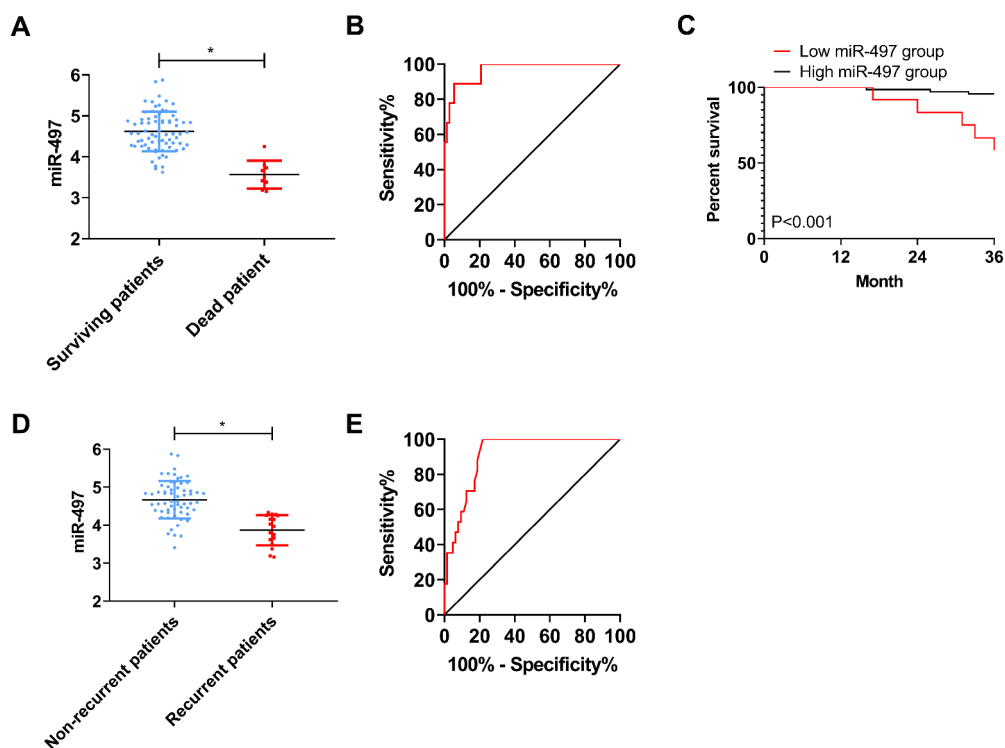 A
*
miR-497
6
5
4
3
2
Surviving patients
Dead patient
B
Sensitivity%
100
80
60
40
20
0
0 20 40 60 80 100
100% - Specificity%
C
Low miR-497 group
High miR-497 group
Percent survival
100
50
0
P<0.001
0 12 24 36
Month
D
*
miR-497
6
5
4
3
2
Non-recurrent patients
Recurrent patients
E
Sensitivity%
100
80
60
40
20
0
0 20 40 60 80 100
100% - Specificity%